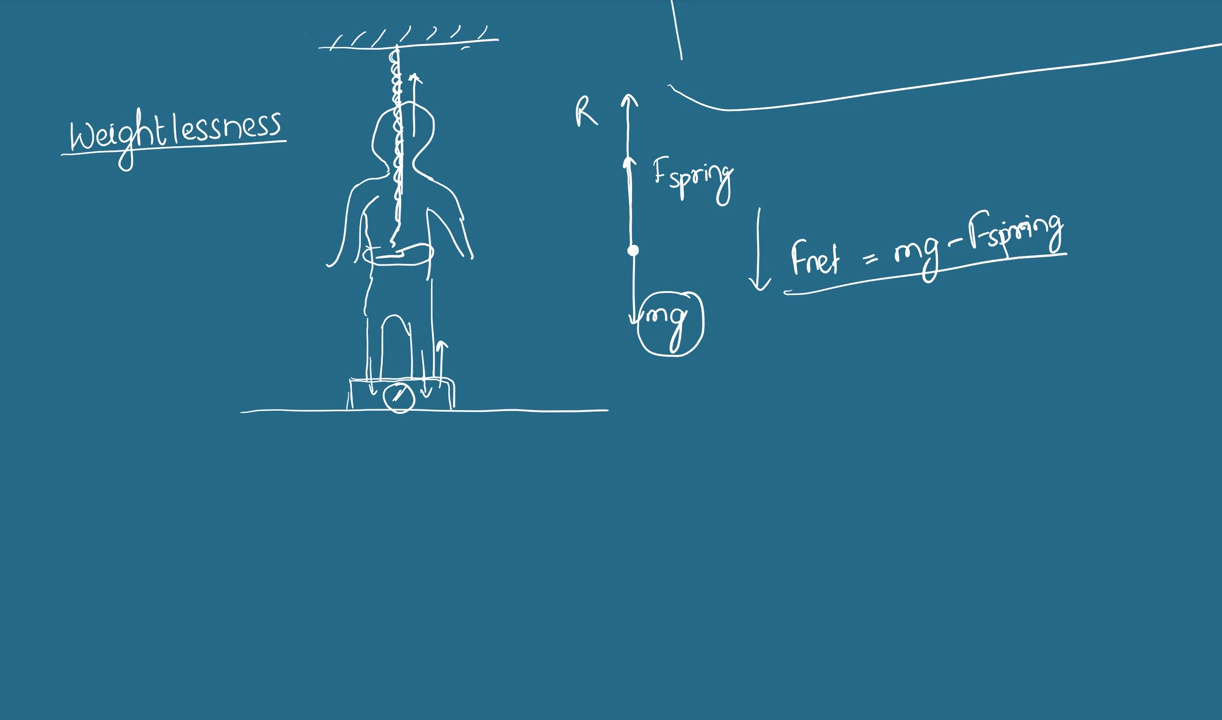 Weightlessness
R
Fspring
Fnet = mg - Fspring
mg